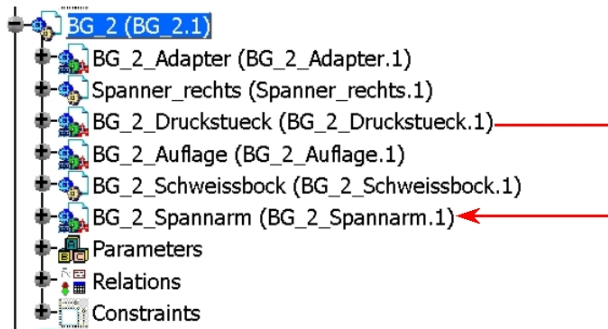 BG_2 (BG_2.1)
BG_2_Adapter (BG_2_Adapter.1)
Spanner_rechts (Spanner_rechts.1)
BG_2_Druckstueck (BG_2_Druckstueck.1)
BG_2_Auflage (BG_2_Auflage.1)
BG_2_Schweissbock (BG_2_Schweissbock.1)
BG_2_Spannarm (BG_2_Spannarm.1)
Parameters
Relations
Constraints